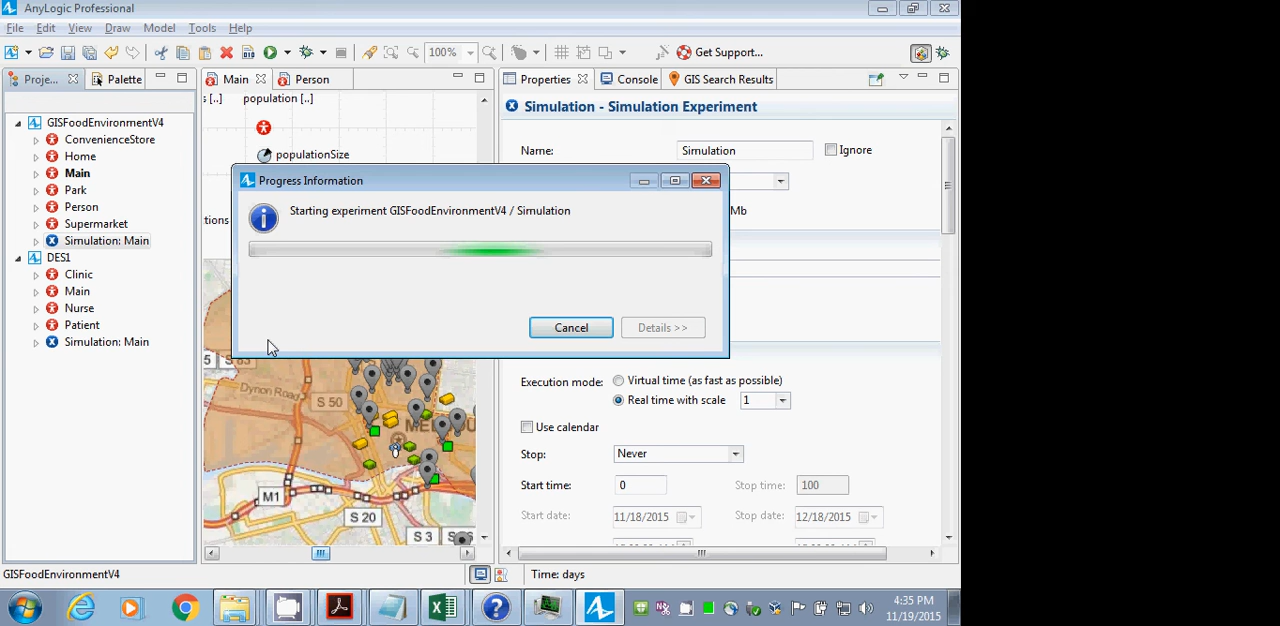 AnyLogic Professional
File Edit View Draw Model Tools Help
100% Get Support...
Proje... Palette Main Person Properties Console GIS Search Results
s [..] population [..]
Simulation - Simulation Experiment
GISFoodEnvironmentV4
ConvenienceStore
Home
Main
Park
Person
Supermarket
Simulation: Main
DES1
Clinic
Main
Nurse
Patient
Simulation: Main
populationSize
Name: Simulation Ignore
Progress Information
Starting experiment GISFoodEnvironmentV4 / Simulation
Mb
tions
Cancel Details >>
Dynon Road
S 50
M1
S 20
S 3
Execution mode: Virtual time (as fast as possible)
Real time with scale 1
Use calendar
Stop: Never
Start time: 0 Stop time: 100
Start date: 11/18/2015 Stop date: 12/18/2015
GISFoodEnvironmentV4 Time: days
4:35 PM
11/19/2015